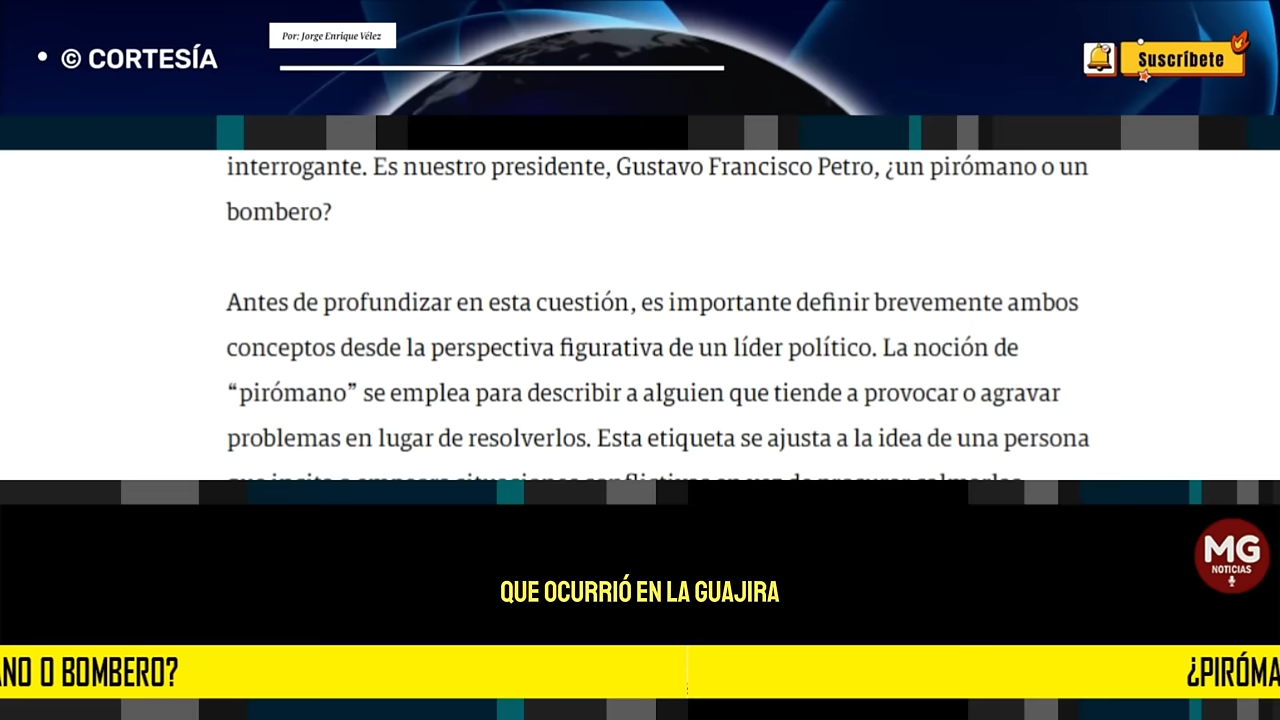 Por: Jorge Enrique Vélez
• © CORTESÍA
Suscríbete
interrogante. Es nuestro presidente, Gustavo Francisco Petro, ¿un pirómano o un
bombero?
Antes de profundizar en esta cuestión, es importante definir brevemente ambos
conceptos desde la perspectiva figurativa de un líder político. La noción de
“pirómano” se emplea para describir a alguien que tiende a provocar o agravar
problemas en lugar de resolverlos. Esta etiqueta se ajusta a la idea de una persona
MG
NOTICIAS
QUE OCURRIÓ EN LA GUAJIRA
ANO O BOMBERO?
¿PIRÓMA